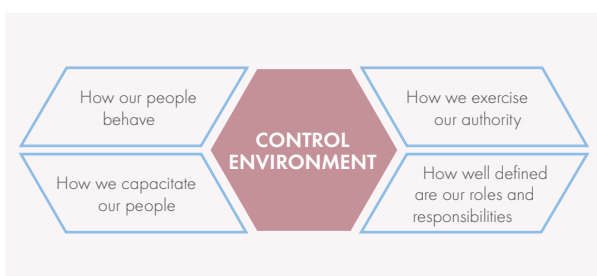 How our people
behave
How we capacitate
our people
CONTROL
ENVIRONMENT
How we exercise
our authority
How well defined
are our roles and
responsibilities